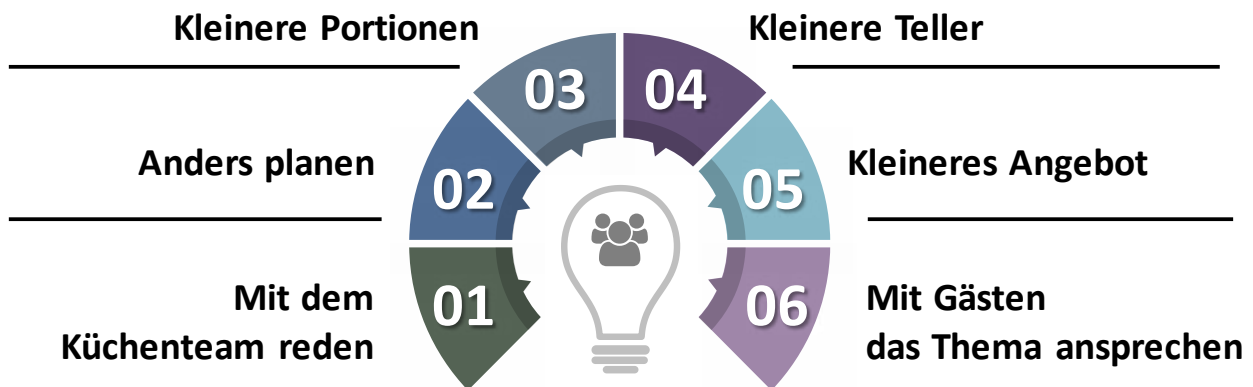 Kleinere Portionen
03
04
Kleinere Teller
Anders planen
02
05
Kleineres Angebot
Mit dem
Küchenteam reden
01
06
Mit Gästen
das Thema ansprechen